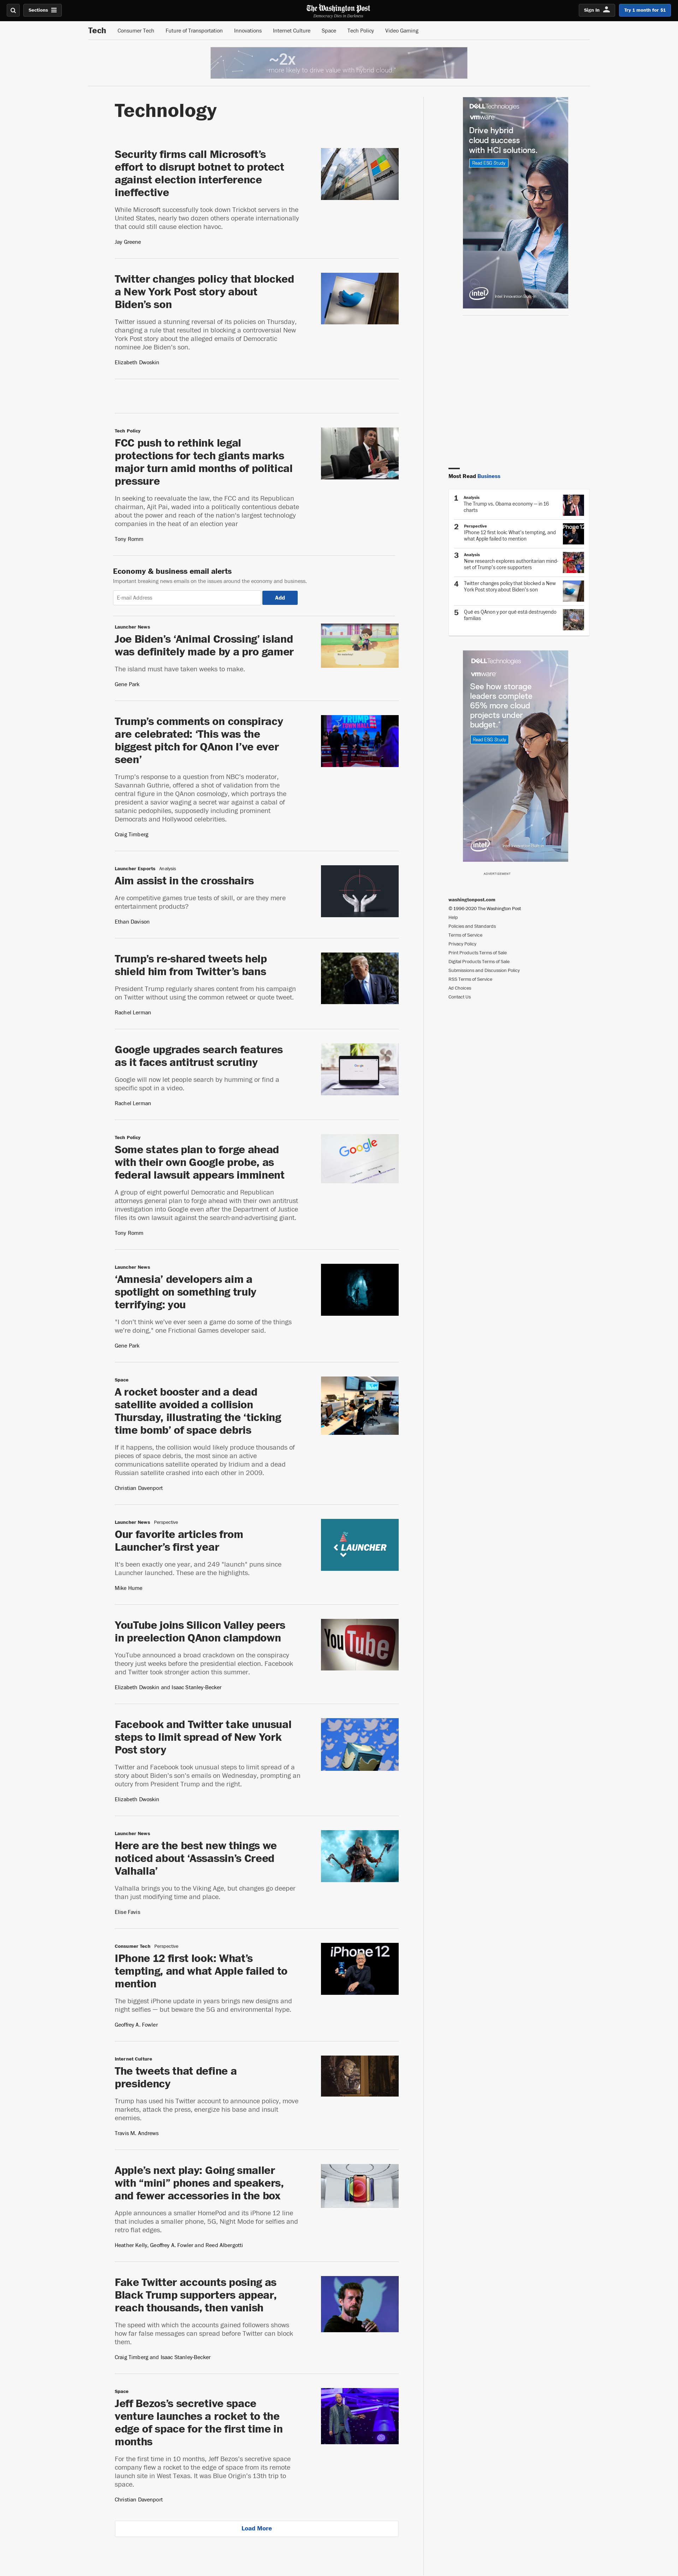 Sections
The Washington Post
Democracy Dies in Darkness
Sign In
Try 1 month for $1
Tech
Consumer Tech
Future of Transportation
Innovations
Internet Culture
Space
Tech Policy
Video Gaming
~2x
more likely to drive value with hybrid cloud
Technology
Security firms call Microsoft's
effort to disrupt botnet to protect
against election interference
ineffective
While Microsoft successfully took down Trickbot servers in the
United States, nearly two dozen others operate internationally
that could still cause election havoc.
Jay Greene
Twitter changes policy that blocked
a New York Post story about
Biden's son
Twitter issued a stunning reversal of its policies on Thursday,
changing a rule that resulted in blocking a controversial New
York Post story about the alleged emails of Democratic
nominee Joe Biden's son.
Elizabeth Dwoskin
Tech Policy
FCC push to rethink legal
protections for tech giants marks
major turn amid months of political
pressure
In seeking to reevaluate the law, the FCC and its Republican
chairman, Ajit Pai, waded into a politically contentious debate
about the power and reach of the nation's largest technology
companies in the heat of an election year
Tony Romm
Economy & business email alerts
Important breaking news emails on the issues around the economy and business.
E-mail Address
Add
Launcher News
Joe Biden's 'Animal Crossing' island
was definitely made by a pro gamer
The island must have taken weeks to make.
Gene Park
Trump's comments on conspiracy
are celebrated: 'This was the
biggest pitch for QAnon I've ever
seen'
Trump's response to a question from NBC's moderator,
Savannah Guthrie, offered a shot of validation from the
central figure in the QAnon cosmology, which portrays the
president a savior waging a secret war against a cabal of
satanic pedophiles, supposedly including prominent
Democrats and Hollywood celebrities.
Craig Timberg
TRUMP
Launcher Esports Analysis
Aim assist in the crosshairs
Are competitive games true tests of skill, or are they mere
entertainment products?
Ethan Davison
Trump's re-shared tweets help
shield him from Twitter's bans
President Trump regularly shares content from his campaign
on Twitter without using the common retweet or quote tweet.
Rachel Lerman
Google upgrades search features
as it faces antitrust scrutiny
Google will now let people search by humming or find a
specific spot in a video.
Rachel Lerman
Google
Tech Policy
Some states plan to forge ahead
with their own Google probe, as
federal lawsuit appears imminent
A group of eight powerful Democratic and Republican
attorneys general plan to forge ahead with their own antitrust
investigation into Google even after the Department of Justice
files its own lawsuit against the search-and-advertising giant.
Tony Romm
Google
Launcher News
'Amnesia' developers aim a
spotlight on something truly
terrifying: you
"I don't think we've ever seen a game do some of the things
we're doing," one Frictional Games developer said.
Gene Park
Space
A rocket booster and a dead
satellite avoided a collision
Thursday, illustrating the 'ticking
time bomb' of space debris
If it happens, the collision would likely produce thousands of
pieces of space debris, the most since an active
communications satellite operated by Iridium and a dead
Russian satellite crashed into each other in 2009.
Christian Davenport
Launcher News Perspective
Our favorite articles from
Launcher's first year
It's been exactly one year, and 249 "launch" puns since
Launcher launched. These are the highlights.
Mike Hume
LAUNCHER
YouTube joins Silicon Valley peers
in preelection QAnon clampdown
YouTube announced a broad crackdown on the conspiracy
theory just weeks before the presidential election. Facebook
and Twitter took stronger action this summer.
Elizabeth Dwoskin and Isaac Stanley-Becker
YouTube
Facebook and Twitter take unusual
steps to limit spread of New York
Post story
Twitter and Facebook took unusual steps to limit spread of a
story about Biden's son's emails on Wednesday, prompting an
outcry from President Trump and the right.
Elizabeth Dwoskin
Launcher News
Here are the best new things we
noticed about 'Assassin's Creed
Valhalla'
Valhalla brings you to the Viking Age, but changes go deeper
than just modifying time and place.
Elise Favis
Consumer Tech Perspective
IPhone 12 first look: What's
tempting, and what Apple failed to
mention
The biggest iPhone update in years brings new designs and
night selfies — but beware the 5G and environmental hype.
Geoffrey A. Fowler
iPhone 12
Internet Culture
The tweets that define a
presidency
Trump has used his Twitter account to announce policy, move
markets, attack the press, energize his base and insult
enemies.
Travis M. Andrews
Apple's next play: Going smaller
with "mini" phones and speakers,
and fewer accessories in the box
Apple announces a smaller HomePod and its iPhone 12 line
that includes a smaller phone, 5G, Night Mode for selfies and
retro flat edges.
Heather Kelly, Geoffrey A. Fowler and Reed Albergotti
Fake Twitter accounts posing as
Black Trump supporters appear,
reach thousands, then vanish
The speed with which the accounts gained followers shows
how far false messages can spread before Twitter can block
them.
Craig Timberg and Isaac Stanley-Becker
Space
Jeff Bezos's secretive space
venture launches a rocket to the
edge of space for the first time in
months
For the first time in 10 months, Jeff Bezos's secretive space
company flew a rocket to the edge of space from its remote
launch site in West Texas. It was Blue Origin's 13th trip to
space.
Christian Davenport
Load More
DELLTechnologies
vmware
Drive hybrid
cloud success
with HCI solutions.
Read ESG Study
intel
Most Read Business
1
Analysis
The Trump vs. Obama economy — in 16
charts
2
Perspective
IPhone 12 first look: What's tempting, and
what Apple failed to mention
3
Analysis
New research explores authoritarian mind-
set of Trump's core supporters
4
Twitter changes policy that blocked a New
York Post story about Biden's son
5
Qué es QAnon y por qué está destruyendo
familias
DELLTechnologies
vmware
See how storage
leaders complete
65% more cloud
projects under
budget.
Read ESG Study
intel
ADVERTISEMENT
washingtonpost.com
© 1996-2020 The Washington Post
Help
Policies and Standards
Terms of Service
Privacy Policy
Print Products Terms of Sale
Digital Products Terms of Sale
Submissions and Discussion Policy
RSS Terms of Service
Ad Choices
Contact Us